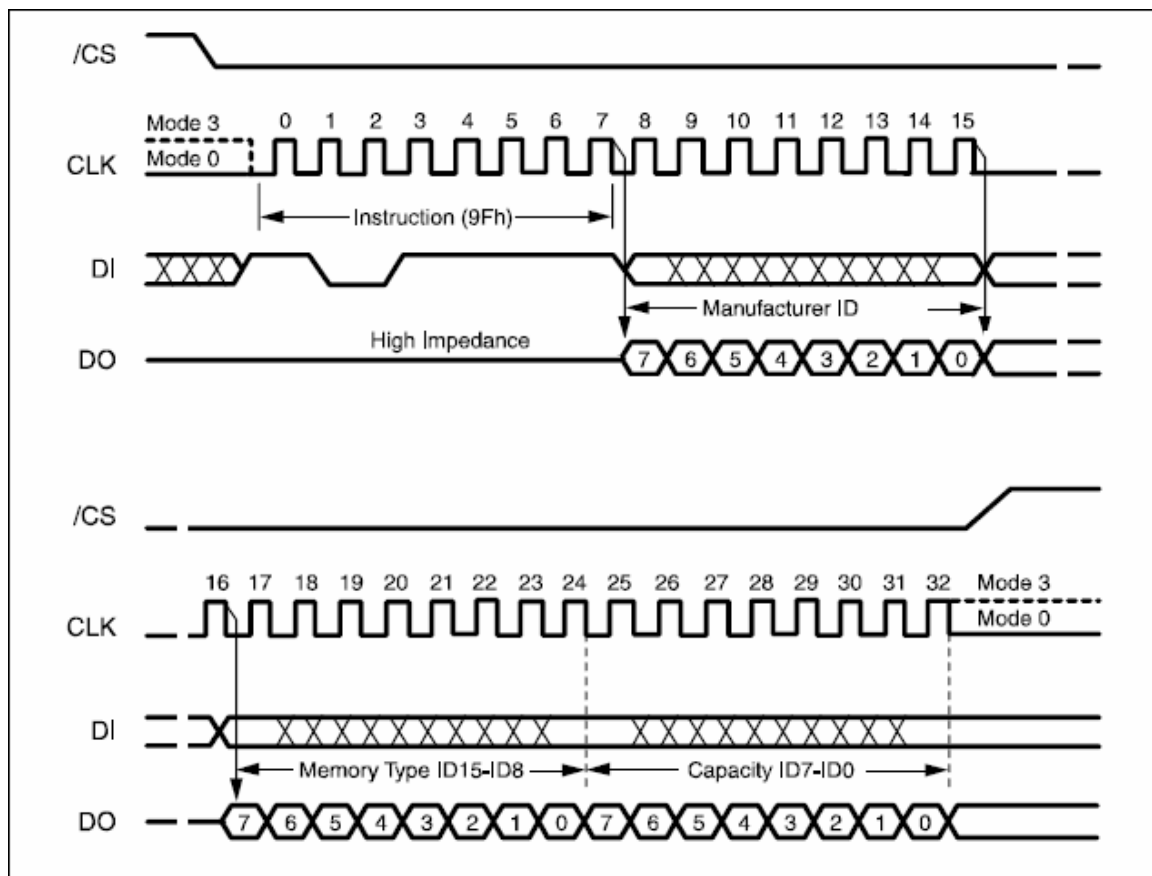 /CS
Mode 3
0 1 2 3 4 5 6 7 8 9 10 11 12 13 14 15
Mode 0
CLK
Instruction (9Fh)
DI
Manufacturer ID
High Impedance
DO
7 6 5 4 3 2 1 0
/CS
16 17 18 19 20 21 22 23 24 25 26 27 28 29 30 31 32
Mode 3
CLK
Mode 0
DI
Memory Type ID15-ID8
Capacity ID7-ID0
DO
7 6 5 4 3 2 1 0 7 6 5 4 3 2 1 0